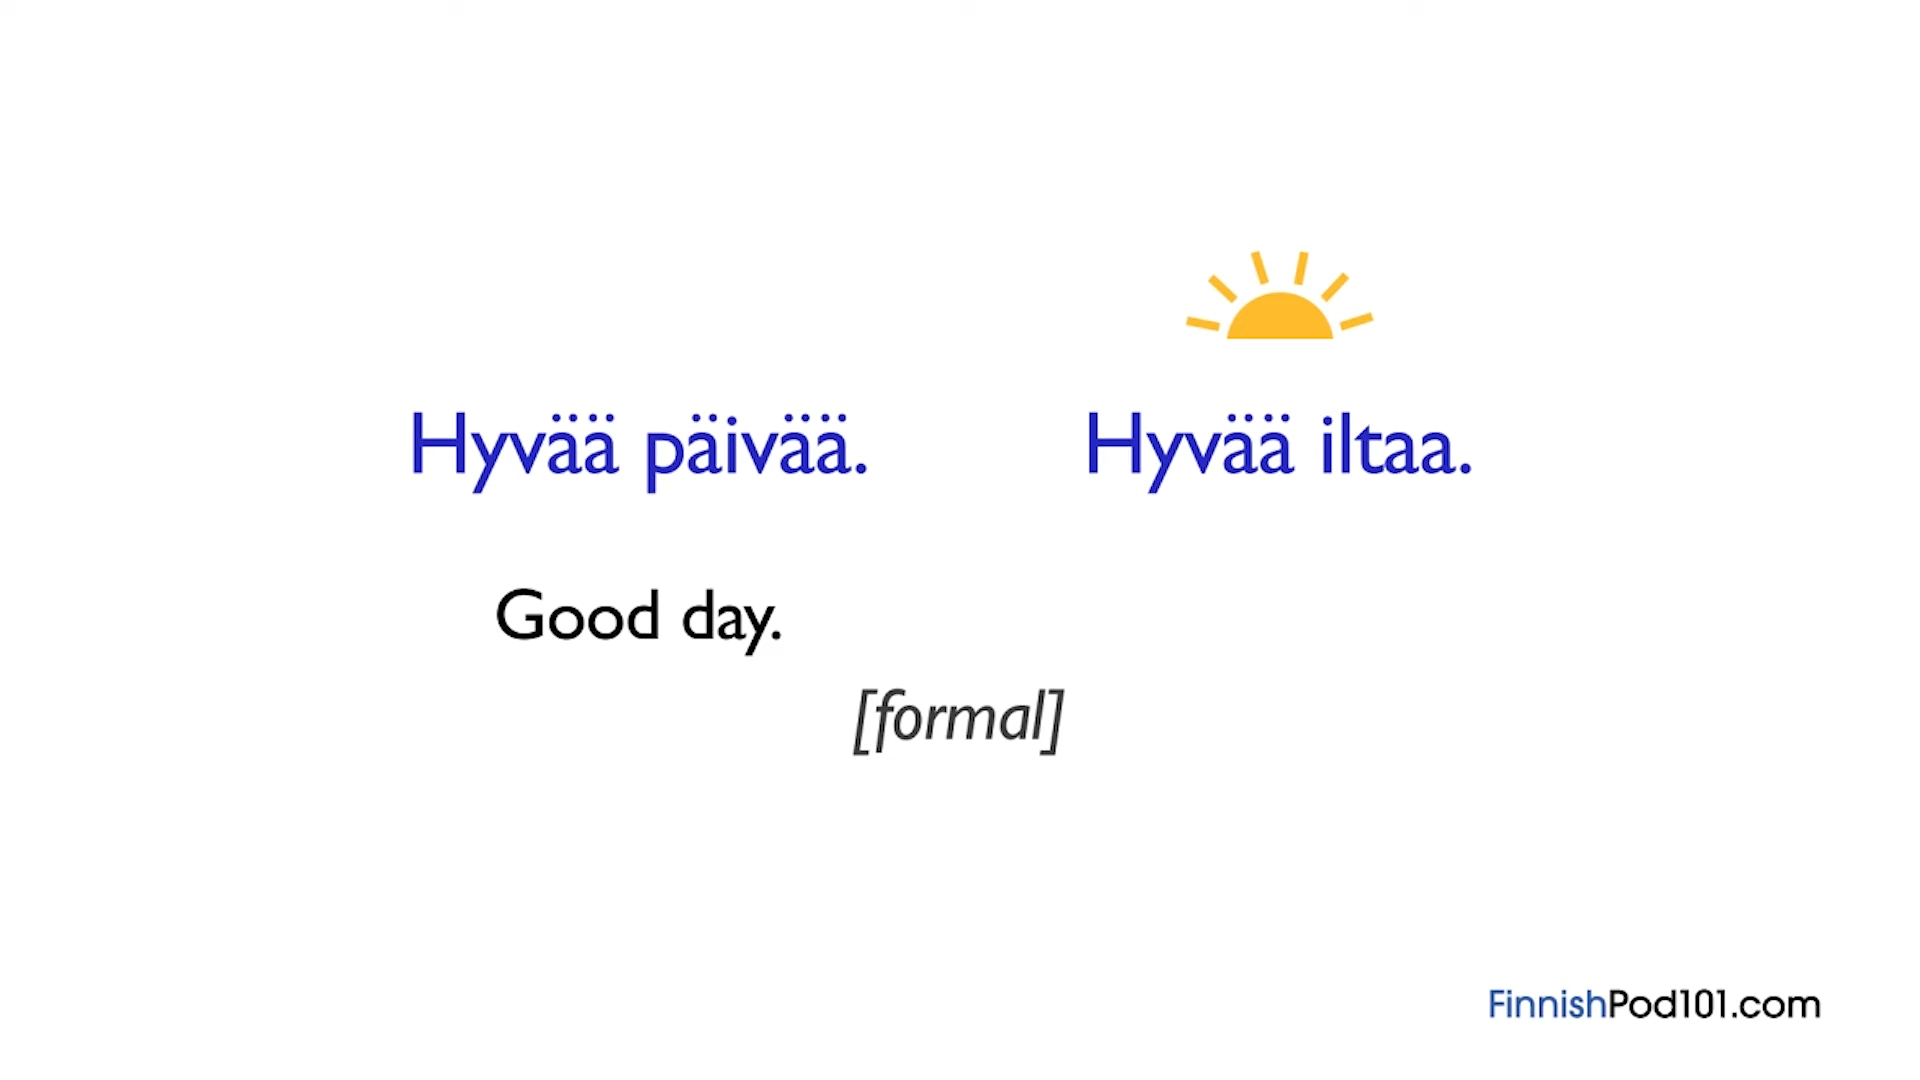 Hyvää päivää.
Hyvää iltaa.
Good day.
[formal]
FinnishPod101.com